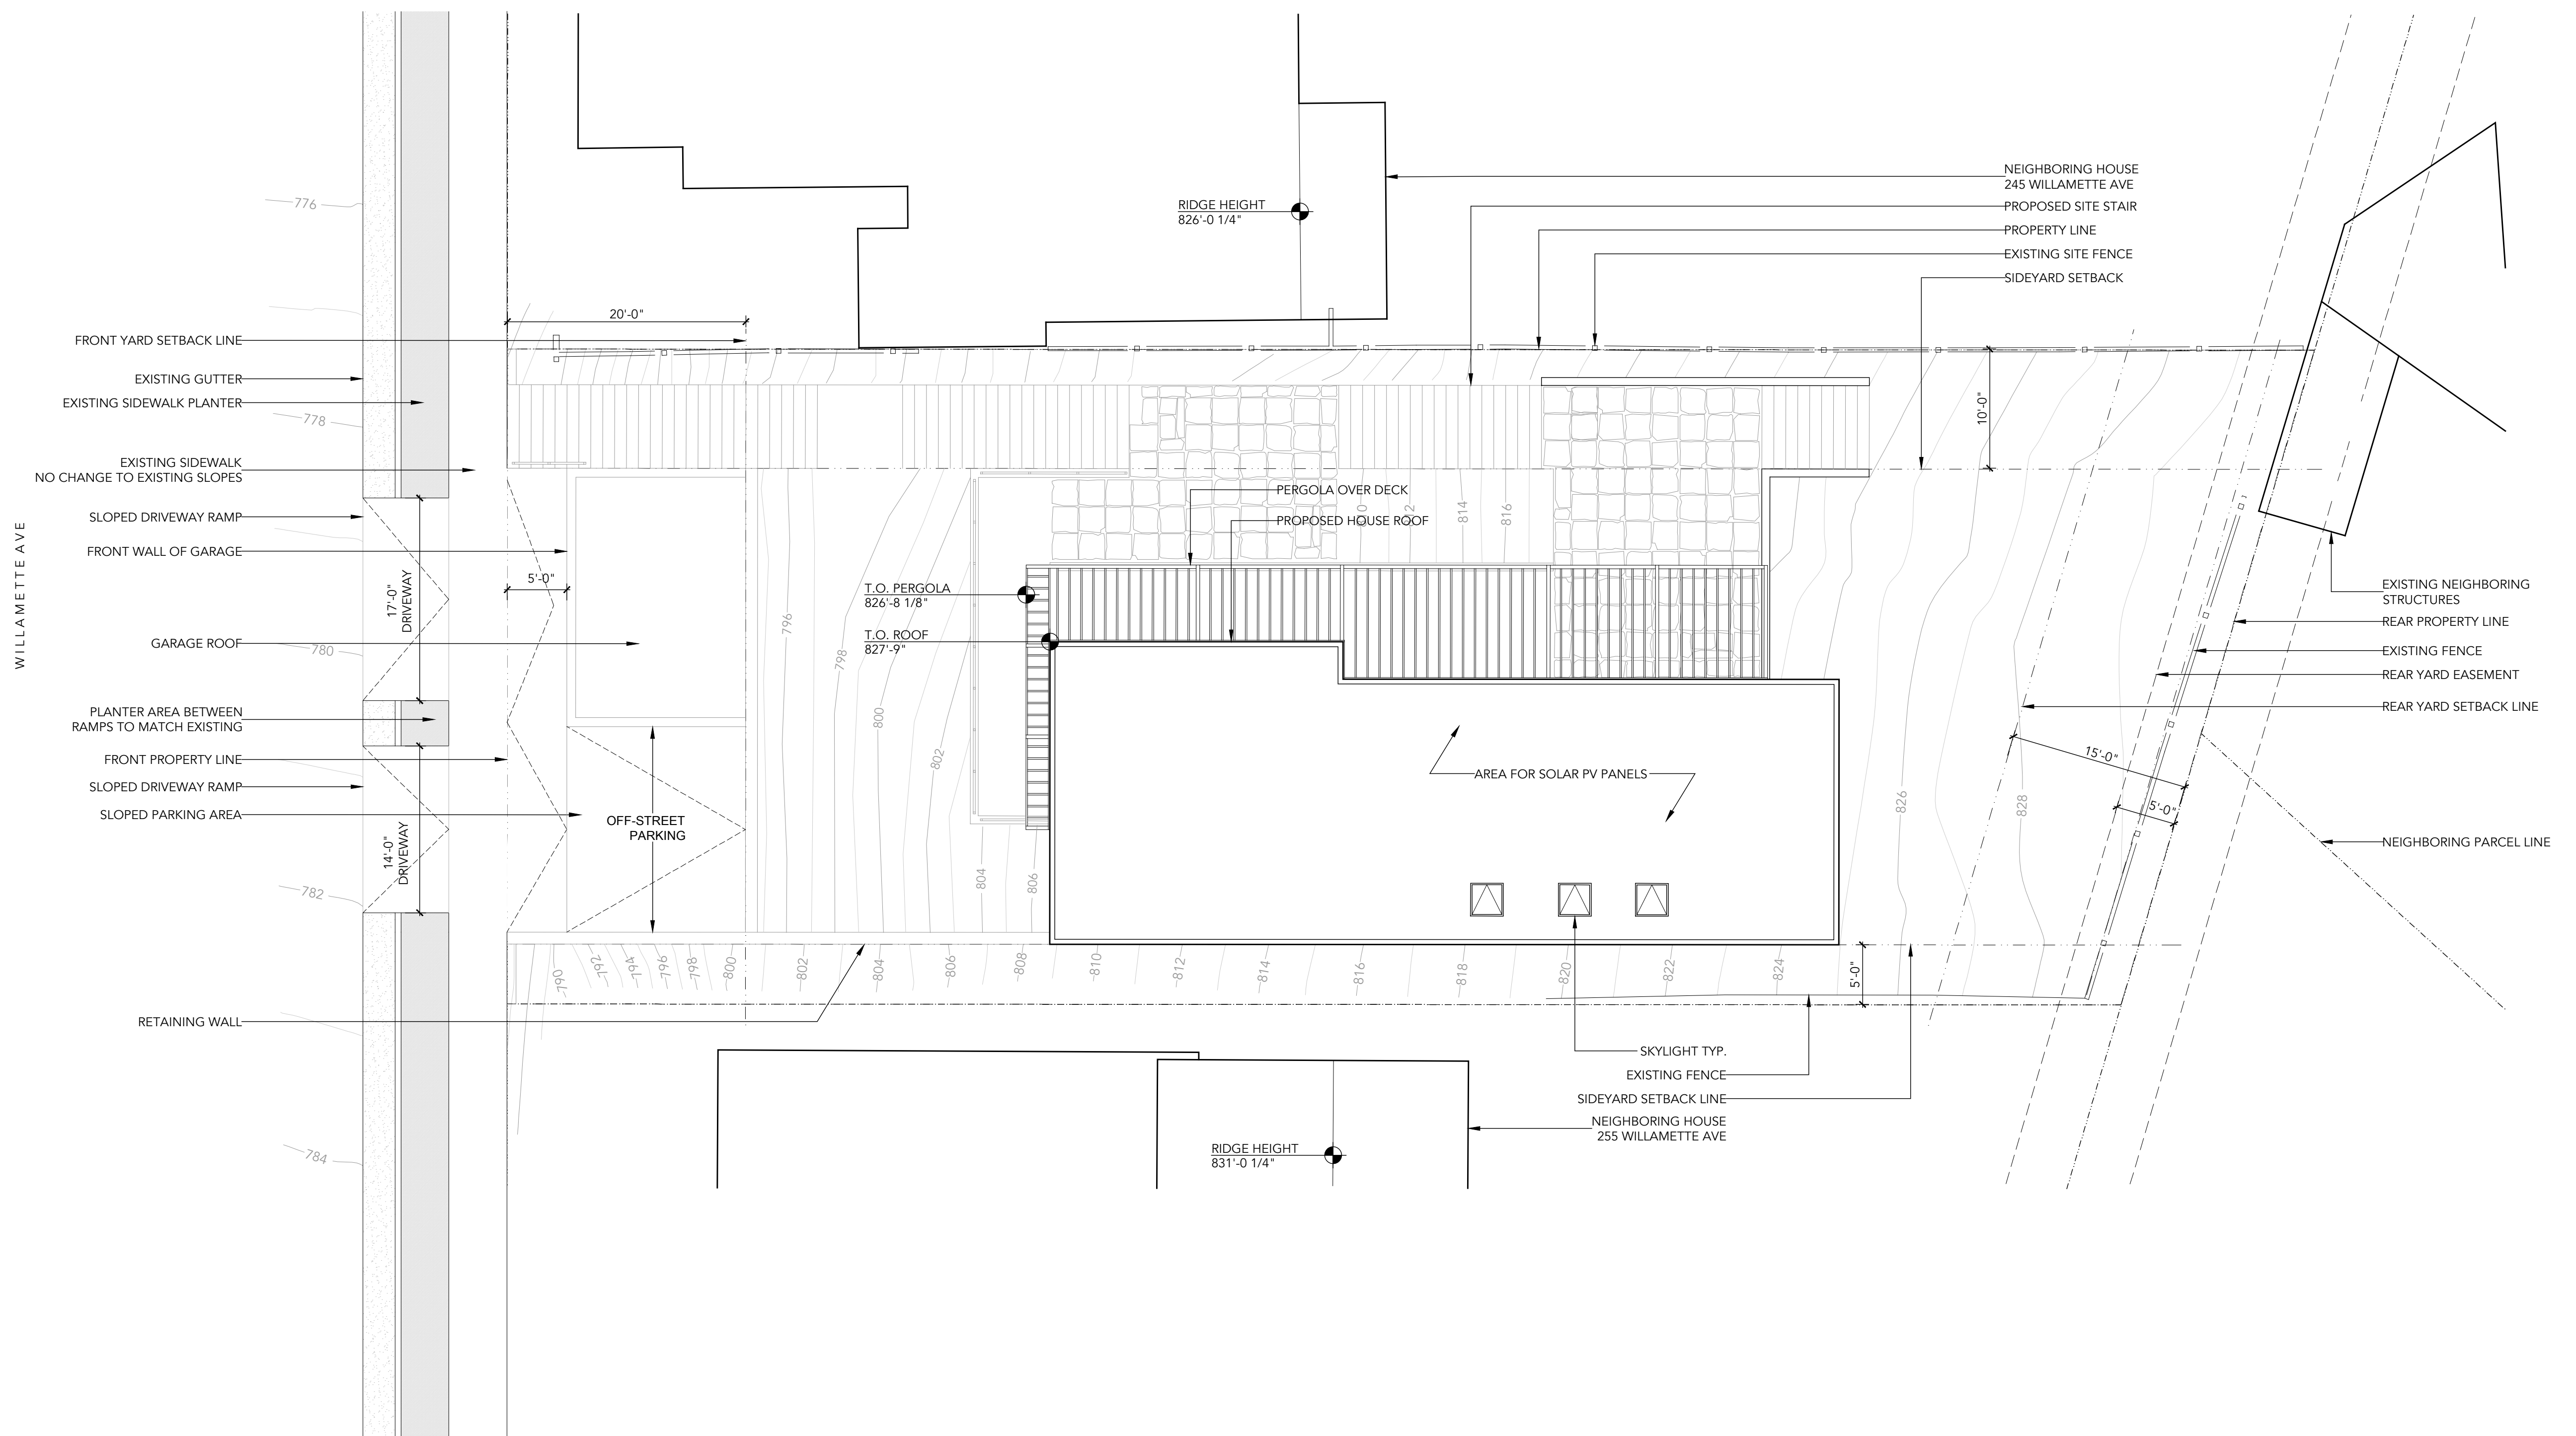 WILLAMETTE AVE
776
778
780
782
784
FRONT YARD SETBACK LINE
EXISTING GUTTER
EXISTING SIDEWALK PLANTER
EXISTING SIDEWALK
NO CHANGE TO EXISTING SLOPES
SLOPED DRIVEWAY RAMP
FRONT WALL OF GARAGE
GARAGE ROOF
PLANTER AREA BETWEEN
RAMPS TO MATCH EXISTING
FRONT PROPERTY LINE
SLOPED DRIVEWAY RAMP
SLOPED PARKING AREA
RETAINING WALL
17'-0"
DRIVEWAY
14'-0"
DRIVEWAY
20'-0"
5'-0"
OFF-STREET
PARKING
RIDGE HEIGHT
826'-0 1/4"
T.O. PERGOLA
826'-8 1/8"
T.O. ROOF
827'-9"
PERGOLA OVER DECK
PROPOSED HOUSE ROOF
796
798
800
802
804
806
810
812
814
816
826
828
AREA FOR SOLAR PV PANELS
790
792
794
796
798
800
802
804
806
808
810
812
814
816
818
820
822
824
5'-0"
NEIGHBORING HOUSE
245 WILLAMETTE AVE
PROPOSED SITE STAIR
PROPERTY LINE
EXISTING SITE FENCE
SIDEYARD SETBACK
10'-0"
15'-0"
5'-0"
EXISTING NEIGHBORING
STRUCTURES
REAR PROPERTY LINE
EXISTING FENCE
REAR YARD EASEMENT
REAR YARD SETBACK LINE
NEIGHBORING PARCEL LINE
SKYLIGHT TYP.
EXISTING FENCE
SIDEYARD SETBACK LINE
NEIGHBORING HOUSE
255 WILLAMETTE AVE
RIDGE HEIGHT
831'-0 1/4"